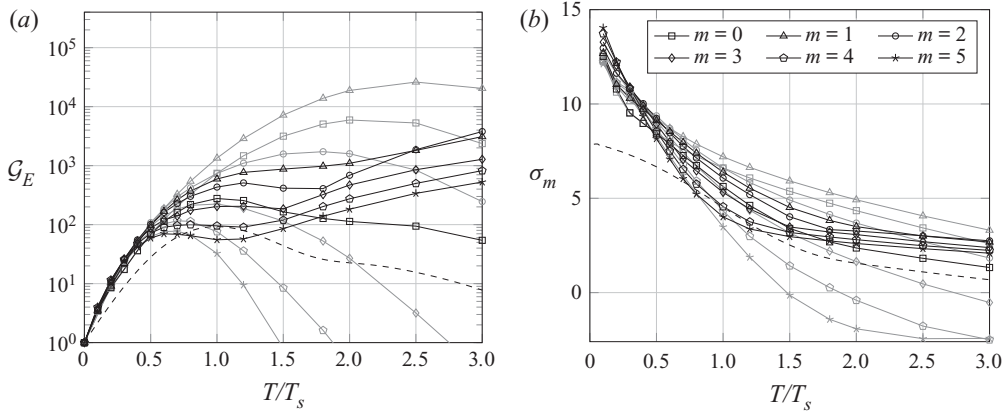 (a)
10^5
10^4
10^3
10^2
10^1
10^0
G_E
0 0.5 1.0 1.5 2.0 2.5 3.0
T/T_s
(b)
15
10
5
0
σ_m
m = 0 m = 1 m = 2
m = 3 m = 4 m = 5
0 0.5 1.0 1.5 2.0 2.5 3.0
T/T_s